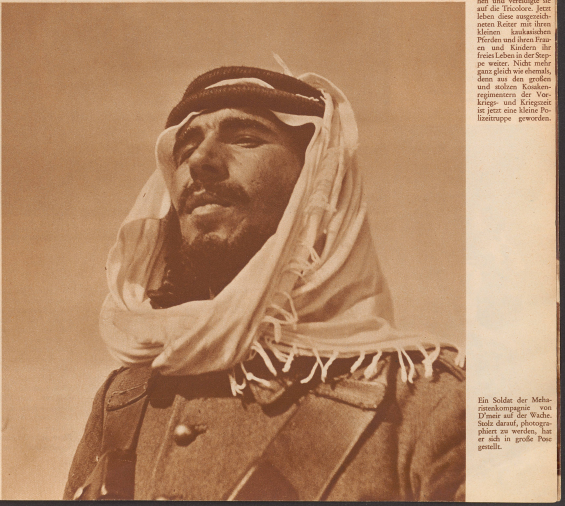 nen und vereidigte sie
auf die Tricolore. Jetzt
leben diese ausgezeich-
neten Reiter mit ihren
kleinen kaukasischen
Pferden und ihren Frau-
en und Kindern ihr
freies Leben in der Step-
pe weiter. Nicht mehr
ganz gleich wie ehemals,
denn aus den großen
und stolzen Kosaken-
regimentern der Vor-
kriegs- und Kriegszeit
ist jetzt eine kleine Po-
lizeitruppe geworden.
Ein Soldat der Meha-
ristenkompagnie von
D'meir auf der Wache.
Stolz darauf, photogra-
phiert zu werden, hat
er sich in große Pose
gestellt.